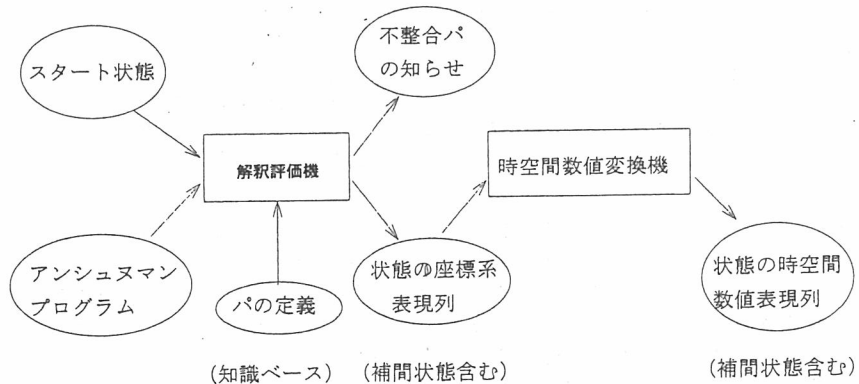 不整合パ
の知らせ
スタート状態
解釈評価機
時空間数値変換機
アンシュヌマン
プログラム
パの定義
状態の座標系
表現列
状態の時空間
数値表現列
(知識ベース)
(補間状態含む)
(補間状態含む)